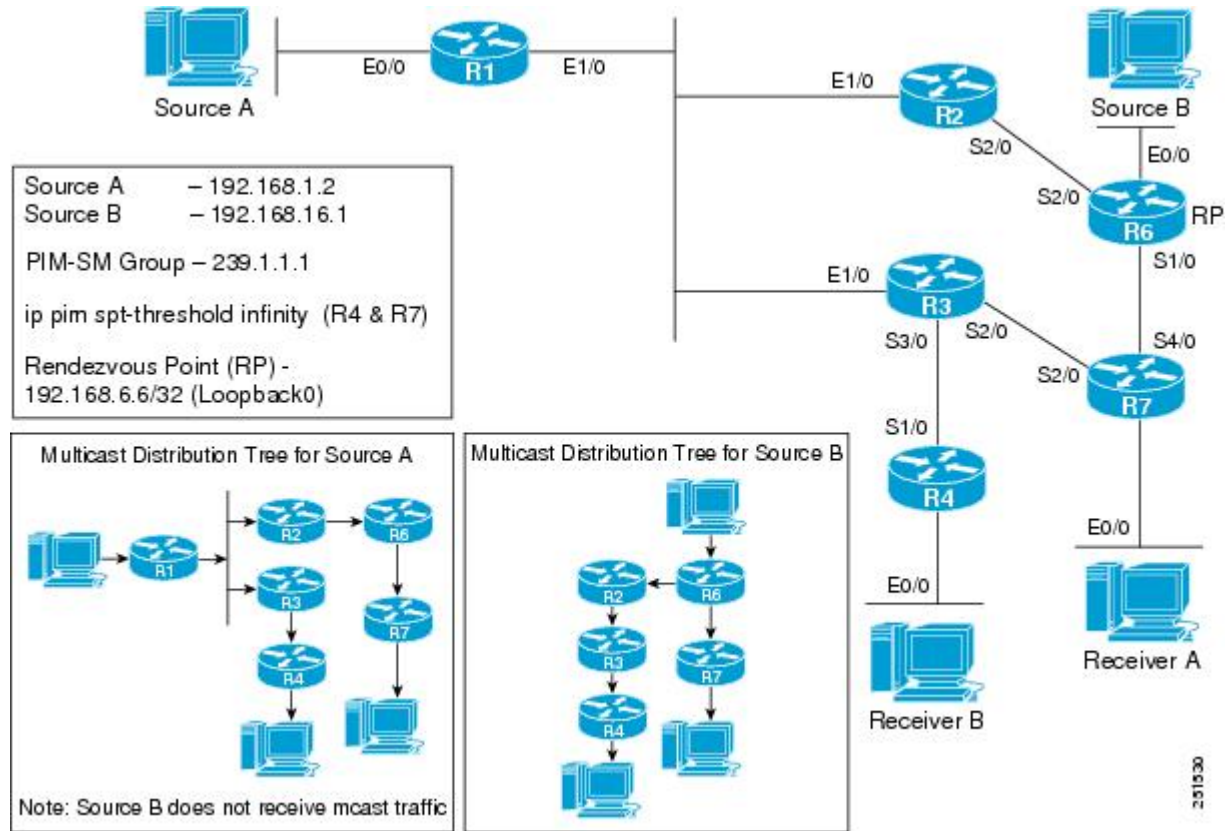 Source A
E0/0
R1
E1/0
E1/0
R2
S2/0
Source B
E0/0
S2/0
R6
RP
S1/0
E1/0
R3
S3/0
S2/0
S2/0
S4/0
R7
S1/0
R4
E0/0
Receiver B
E0/0
Receiver A
Source A – 192.168.1.2
Source B – 192.168.16.1
PIM-SM Group – 239.1.1.1
ip pim spt-threshold infinity (R4 & R7)
Rendezvous Point (RP) -
192.168.6.6/32 (Loopback0)
Multicast Distribution Tree for Source A
R1
R2
R6
R3
R7
R4
Note: Source B does not receive mcast traffic
Multicast Distribution Tree for Source B
R2
R6
R3
R7
R4
251530